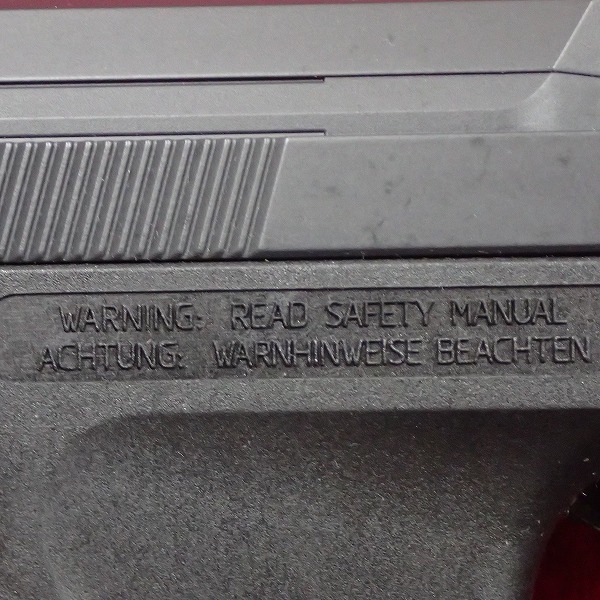 WARNING: READ SAFETY MANUAL
ACHTUNG: WARNHINWEISE BEACHTEN